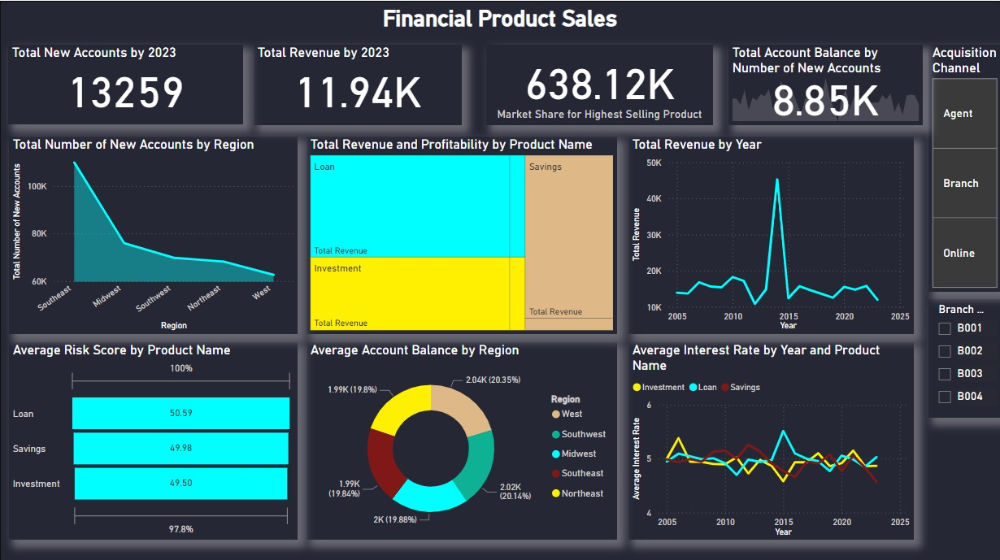 Financial Product Sales
Total New Accounts by 2023
13259
Total Revenue by 2023
11.94K
638.12K
Market Share for Highest Selling Product
Total Account Balance by
Number of New Accounts
8.85K
Acquisition
Channel
Agent
Branch
Online
Total Number of New Accounts by Region
Total Number of New Accounts
100K
80K
60K
Southeast
Midwest
Southwest
Northeast
West
Region
Total Revenue and Profitability by Product Name
Loan
Total Revenue
Investment
Total Revenue
Savings
Total Revenue
Total Revenue by Year
Total Revenue
50K
40K
30K
20K
10K
2005
2010
2015
2020
2025
Year
Branch ...
B001
B002
B003
B004
Average Risk Score by Product Name
100%
Loan
50.59
Savings
49.98
Investment
49.50
97.8%
Average Account Balance by Region
2.04K (20.35%)
2.02K
(20.14%)
2K (19.88%)
1.99K
(19.84%)
1.99K (19.8%)
Region
West
Southwest
Midwest
Southeast
Northeast
Average Interest Rate by Year and Product
Name
Investment
Loan
Savings
Average Interest Rate
6
5
4
2005
2010
2015
2020
2025
Year